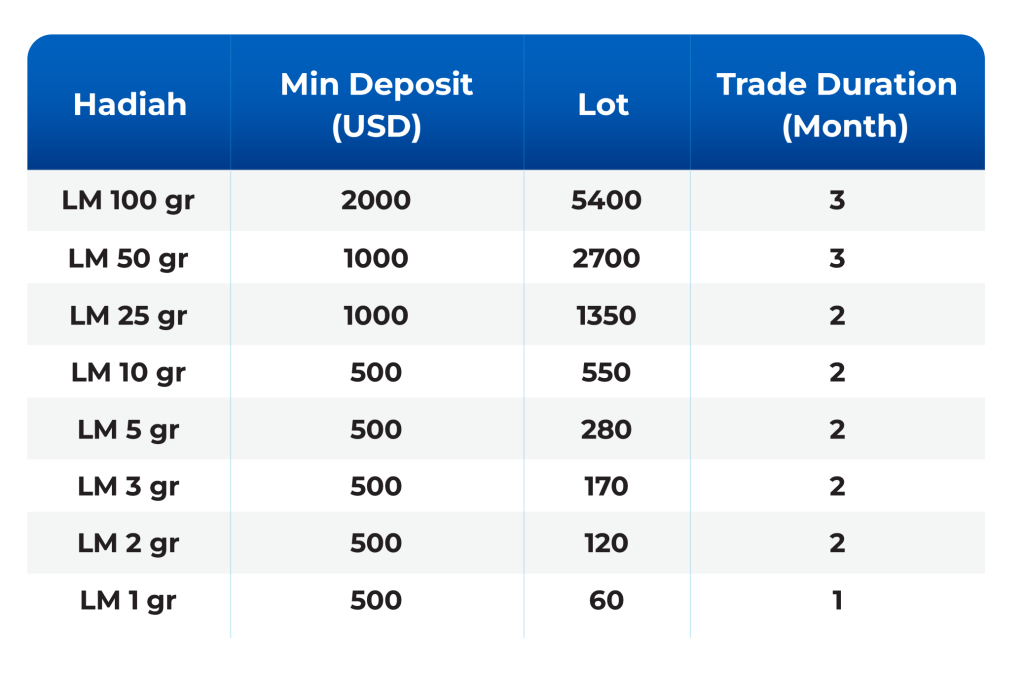 Hadiah Min Deposit (USD) Lot Trade Duration (Month)
LM 100 gr 2000 5400 3
LM 50 gr 1000 2700 3
LM 25 gr 1000 1350 2
LM 10 gr 500 550 2
LM 5 gr 500 280 2
LM 3 gr 500 170 2
LM 2 gr 500 120 2
LM 1 gr 500 60 1